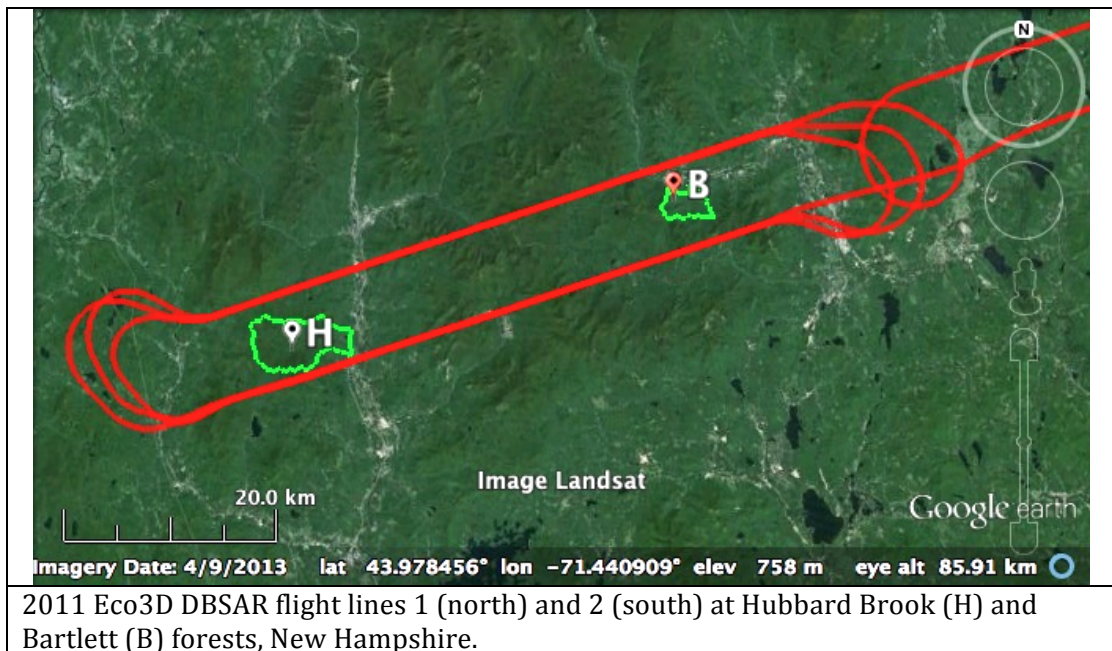 N
B
H
Image Landsat
20.0 km
Google earth
Imagery Date: 4/9/2013 lat 43.978456° lon -71.440909° elev 758 m eye alt 85.91 km
2011 Eco3D DBSAR flight lines 1 (north) and 2 (south) at Hubbard Brook (H) and
Bartlett (B) forests, New Hampshire.